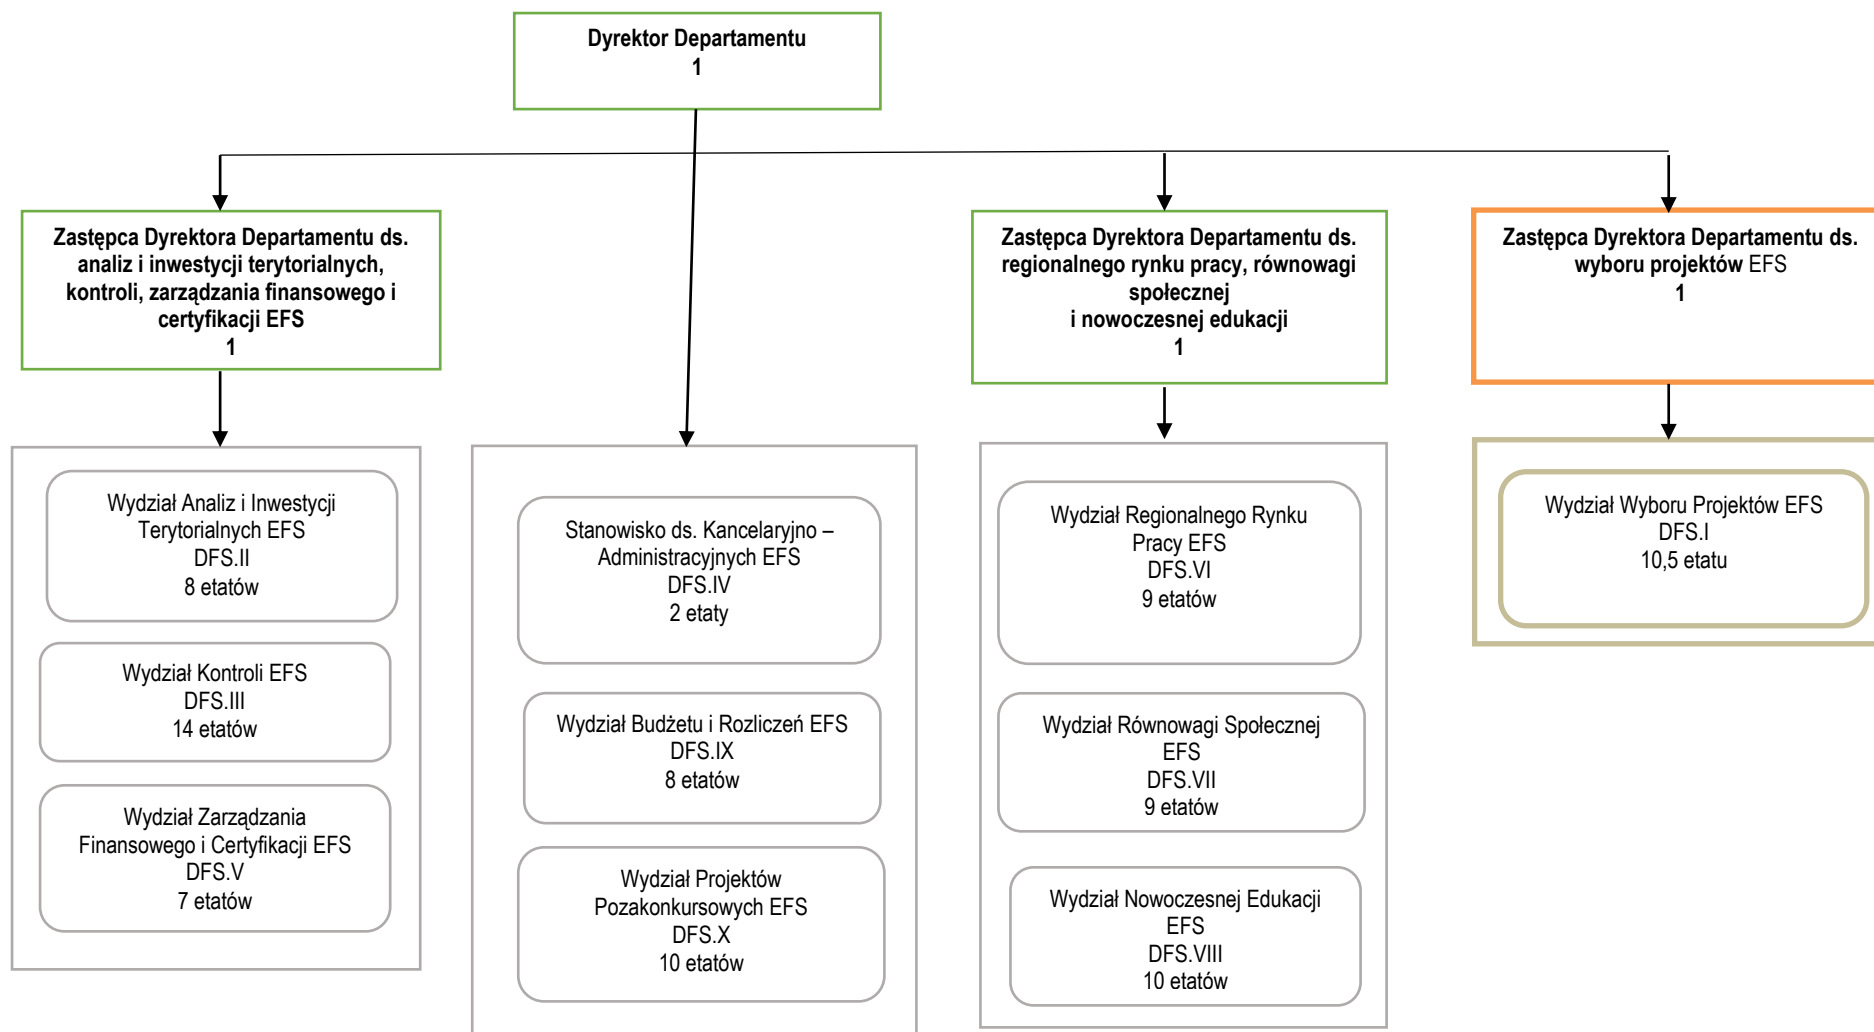 Dyrektor Departamentu
1
Zastępca Dyrektora Departamentu ds.
analiz i inwestycji terytorialnych,
kontroli, zarządzania finansowego i
certyfikacji EFS
1
Zastępca Dyrektora Departamentu ds.
regionalnego rynku pracy, równowagi
społecznej
i nowoczesnej edukacji
1
Zastępca Dyrektora Departamentu ds.
wyboru projektów EFS
1
Wydział Analiz i Inwestycji
Terytorialnych EFS
DFS.II
8 etatów
Wydział Kontroli EFS
DFS.III
14 etatów
Wydział Zarządzania
Finansowego i Certyfikacji EFS
DFS.V
7 etatów
Stanowisko ds. Kancelaryjno –
Administracyjnych EFS
DFS.IV
2 etaty
Wydział Budżetu i Rozliczeń EFS
DFS.IX
8 etatów
Wydział Projektów
Pozakonkursowych EFS
DFS.X
10 etatów
Wydział Regionalnego Rynku
Pracy EFS
DFS.VI
9 etatów
Wydział Równowagi Społecznej
EFS
DFS.VII
9 etatów
Wydział Nowoczesnej Edukacji
EFS
DFS.VIII
10 etatów
Wydział Wyboru Projektów EFS
DFS.I
10,5 etatu